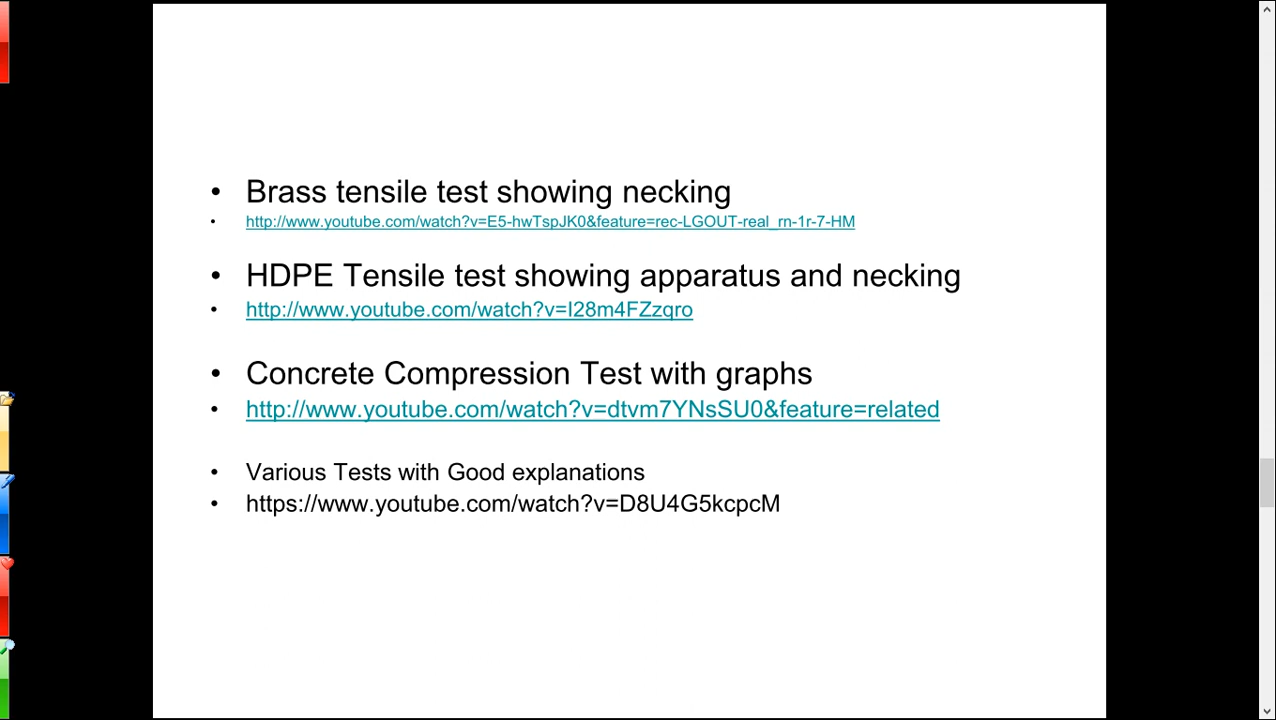 • Brass tensile test showing necking
• http://www.youtube.com/watch?v=E5-hwTspJK0&feature=rec-LGOUT-real_rn-1r-7-HM
• HDPE Tensile test showing apparatus and necking
• http://www.youtube.com/watch?v=I28m4FZzqro
• Concrete Compression Test with graphs
• http://www.youtube.com/watch?v=dtvm7YNsSU0&feature=related
• Various Tests with Good explanations
• https://www.youtube.com/watch?v=D8U4G5kcpcM